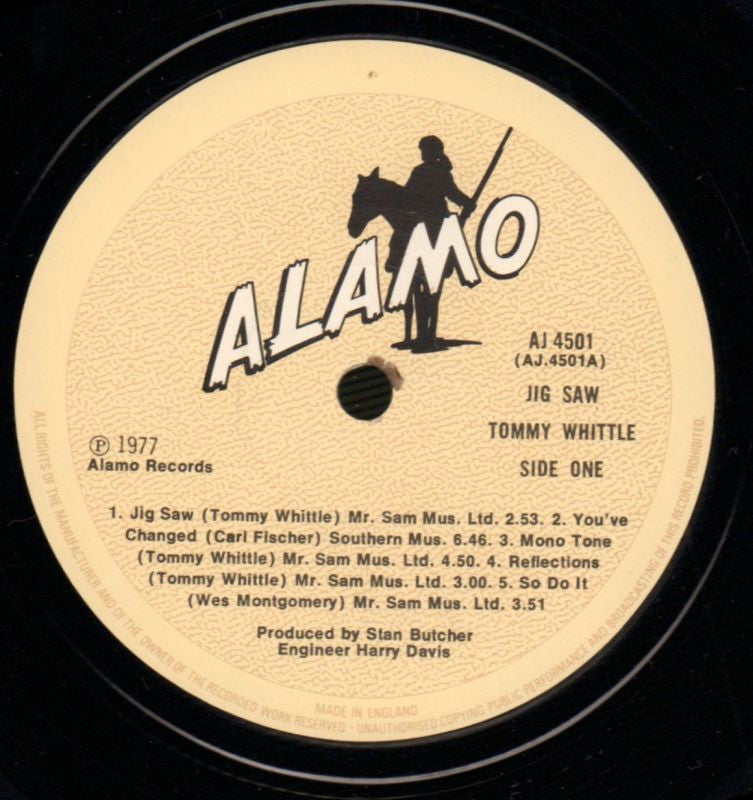 ALAMO
AJ 4501
(AJ.4501A)
JIG SAW
TOMMY WHITTLE
SIDE ONE
Ⓟ 1977
Alamo Records
1. Jig Saw (Tommy Whittle) Mr. Sam Mus. Ltd. 2.53. 2. You've
Changed (Carl Fischer) Southern Mus. 6.46. 3. Mono Tone
(Tommy Whittle) Mr. Sam Mus. Ltd. 4.50. 4. Reflections
(Tommy Whittle) Mr. Sam Mus. Ltd. 3.00. 5. So Do It
(Wes Montgomery) Mr. Sam Mus. Ltd. 3.51
Produced by Stan Butcher
Engineer Harry Davis
MADE IN ENGLAND
ALL RIGHTS OF THE MANUFACTURER AND OF THE OWNER OF THE RECORDED WORK RESERVED · UNAUTHORISED COPYING PUBLIC PERFORMANCE AND BROADCASTING OF THIS RECORD PROHIBITED.